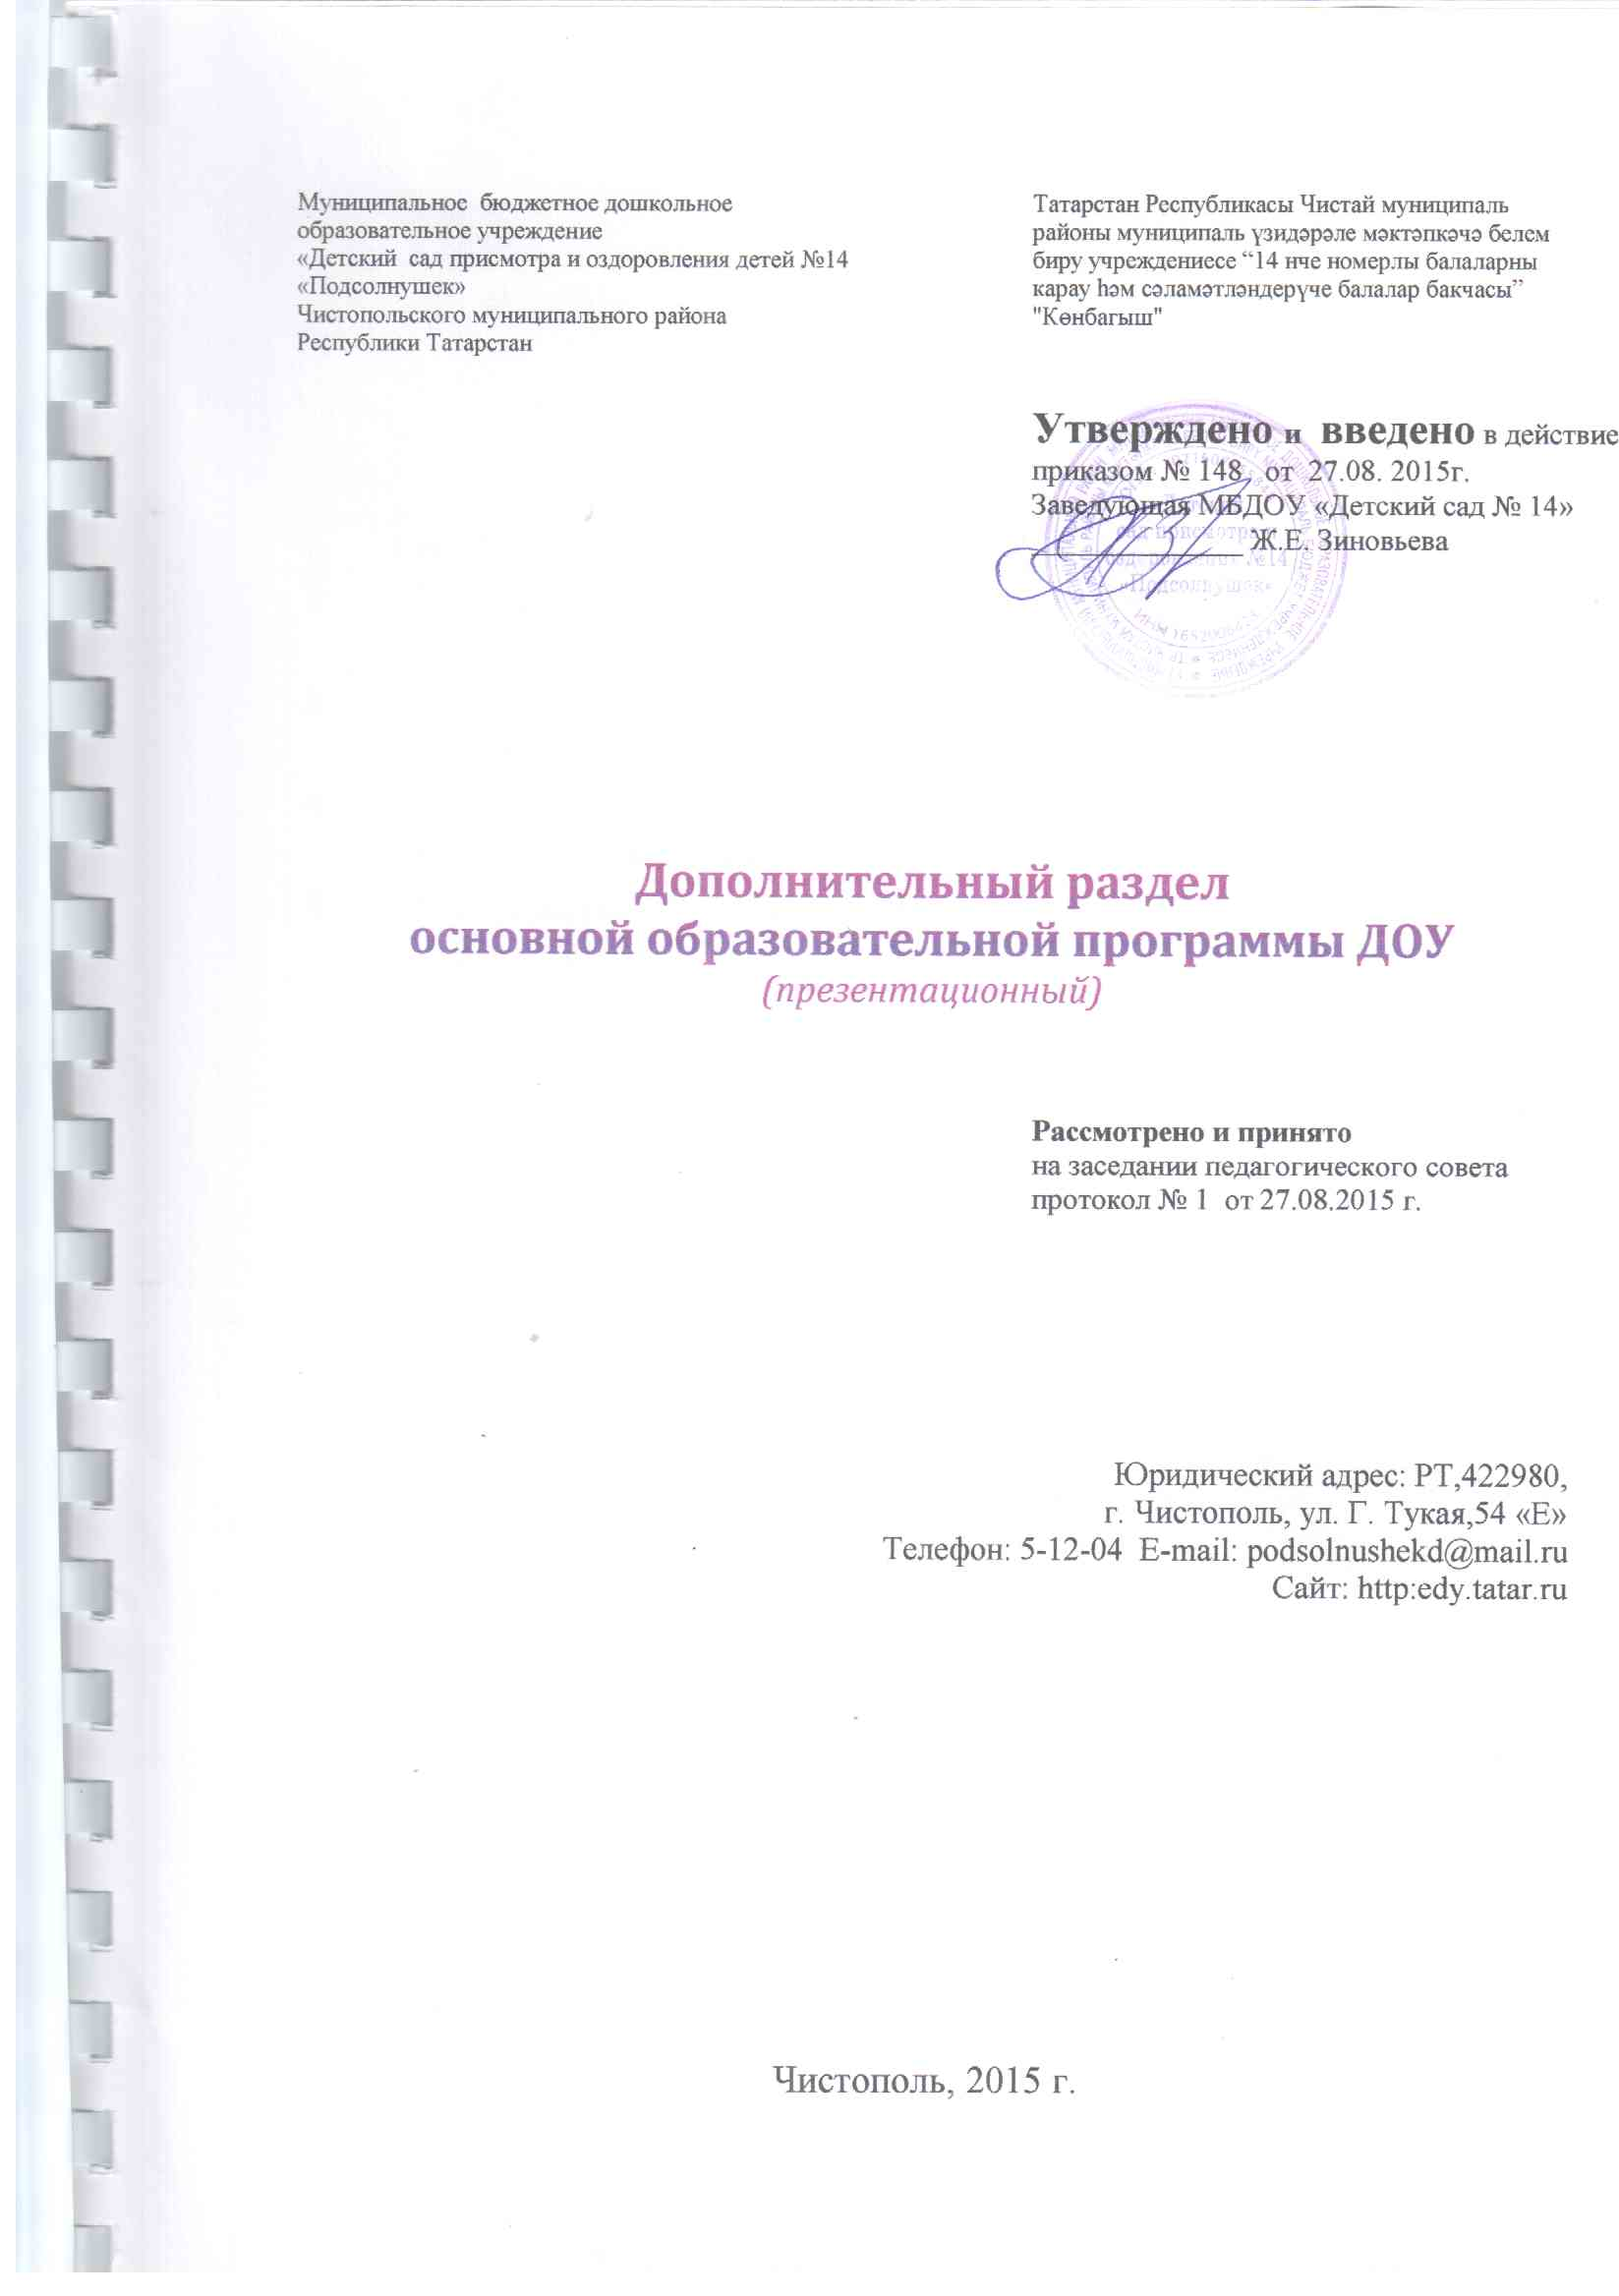 Муниципальное бюджетное дошкольное
образовательное учреждение
«Детский сад присмотра и оздоровления детей №14
«Подсолнушек»
Чистопольского муниципального района
Республики Татарстан
Татарстан Республикасы Чистай муниципаль
районы муниципаль үзидәрәле мәктәпкәчә белем
биру учреждениесе “14 нче номерлы балаларны
карау һәм сәламәтләндерүче балалар бакчасы”
"Көнбагыш"
Утверждено и введено в действие
приказом № 148 от 27.08. 2015г.
Заведующая МБДОУ «Детский сад № 14»
Ж.Е. Зиновьева
№14
«Подсолнушек»
Дополнительный раздел
основной образовательной программы ДОУ
(презентационный)
Рассмотрено и принято
на заседании педагогического совета
протокол № 1 от 27.08.2015 г.
Юридический адрес: РТ,422980,
г. Чистополь, ул. Г. Тукая,54 «Е»
Телефон: 5-12-04 E-mail: podsolnushekd@mail.ru
Сайт: http:edy.tatar.ru
Чистополь, 2015 г.